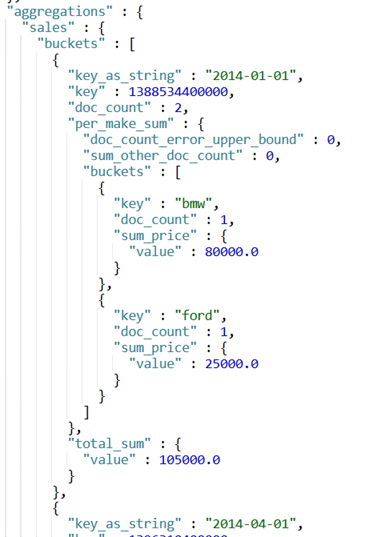 "aggregations" : {
"sales" : {
"buckets" : [
{
"key_as_string" : "2014-01-01",
"key" : 1388534400000,
"doc_count" : 2,
"per_make_sum" : {
"doc_count_error_upper_bound" : 0,
"sum_other_doc_count" : 0,
"buckets" : [
{
"key" : "bmw",
"doc_count" : 1,
"sum_price" : {
"value" : 80000.0
}
},
{
"key" : "ford",
"doc_count" : 1,
"sum_price" : {
"value" : 25000.0
}
}
]
},
"total_sum" : {
"value" : 105000.0
}
},
{
"key_as_string" : "2014-04-01",